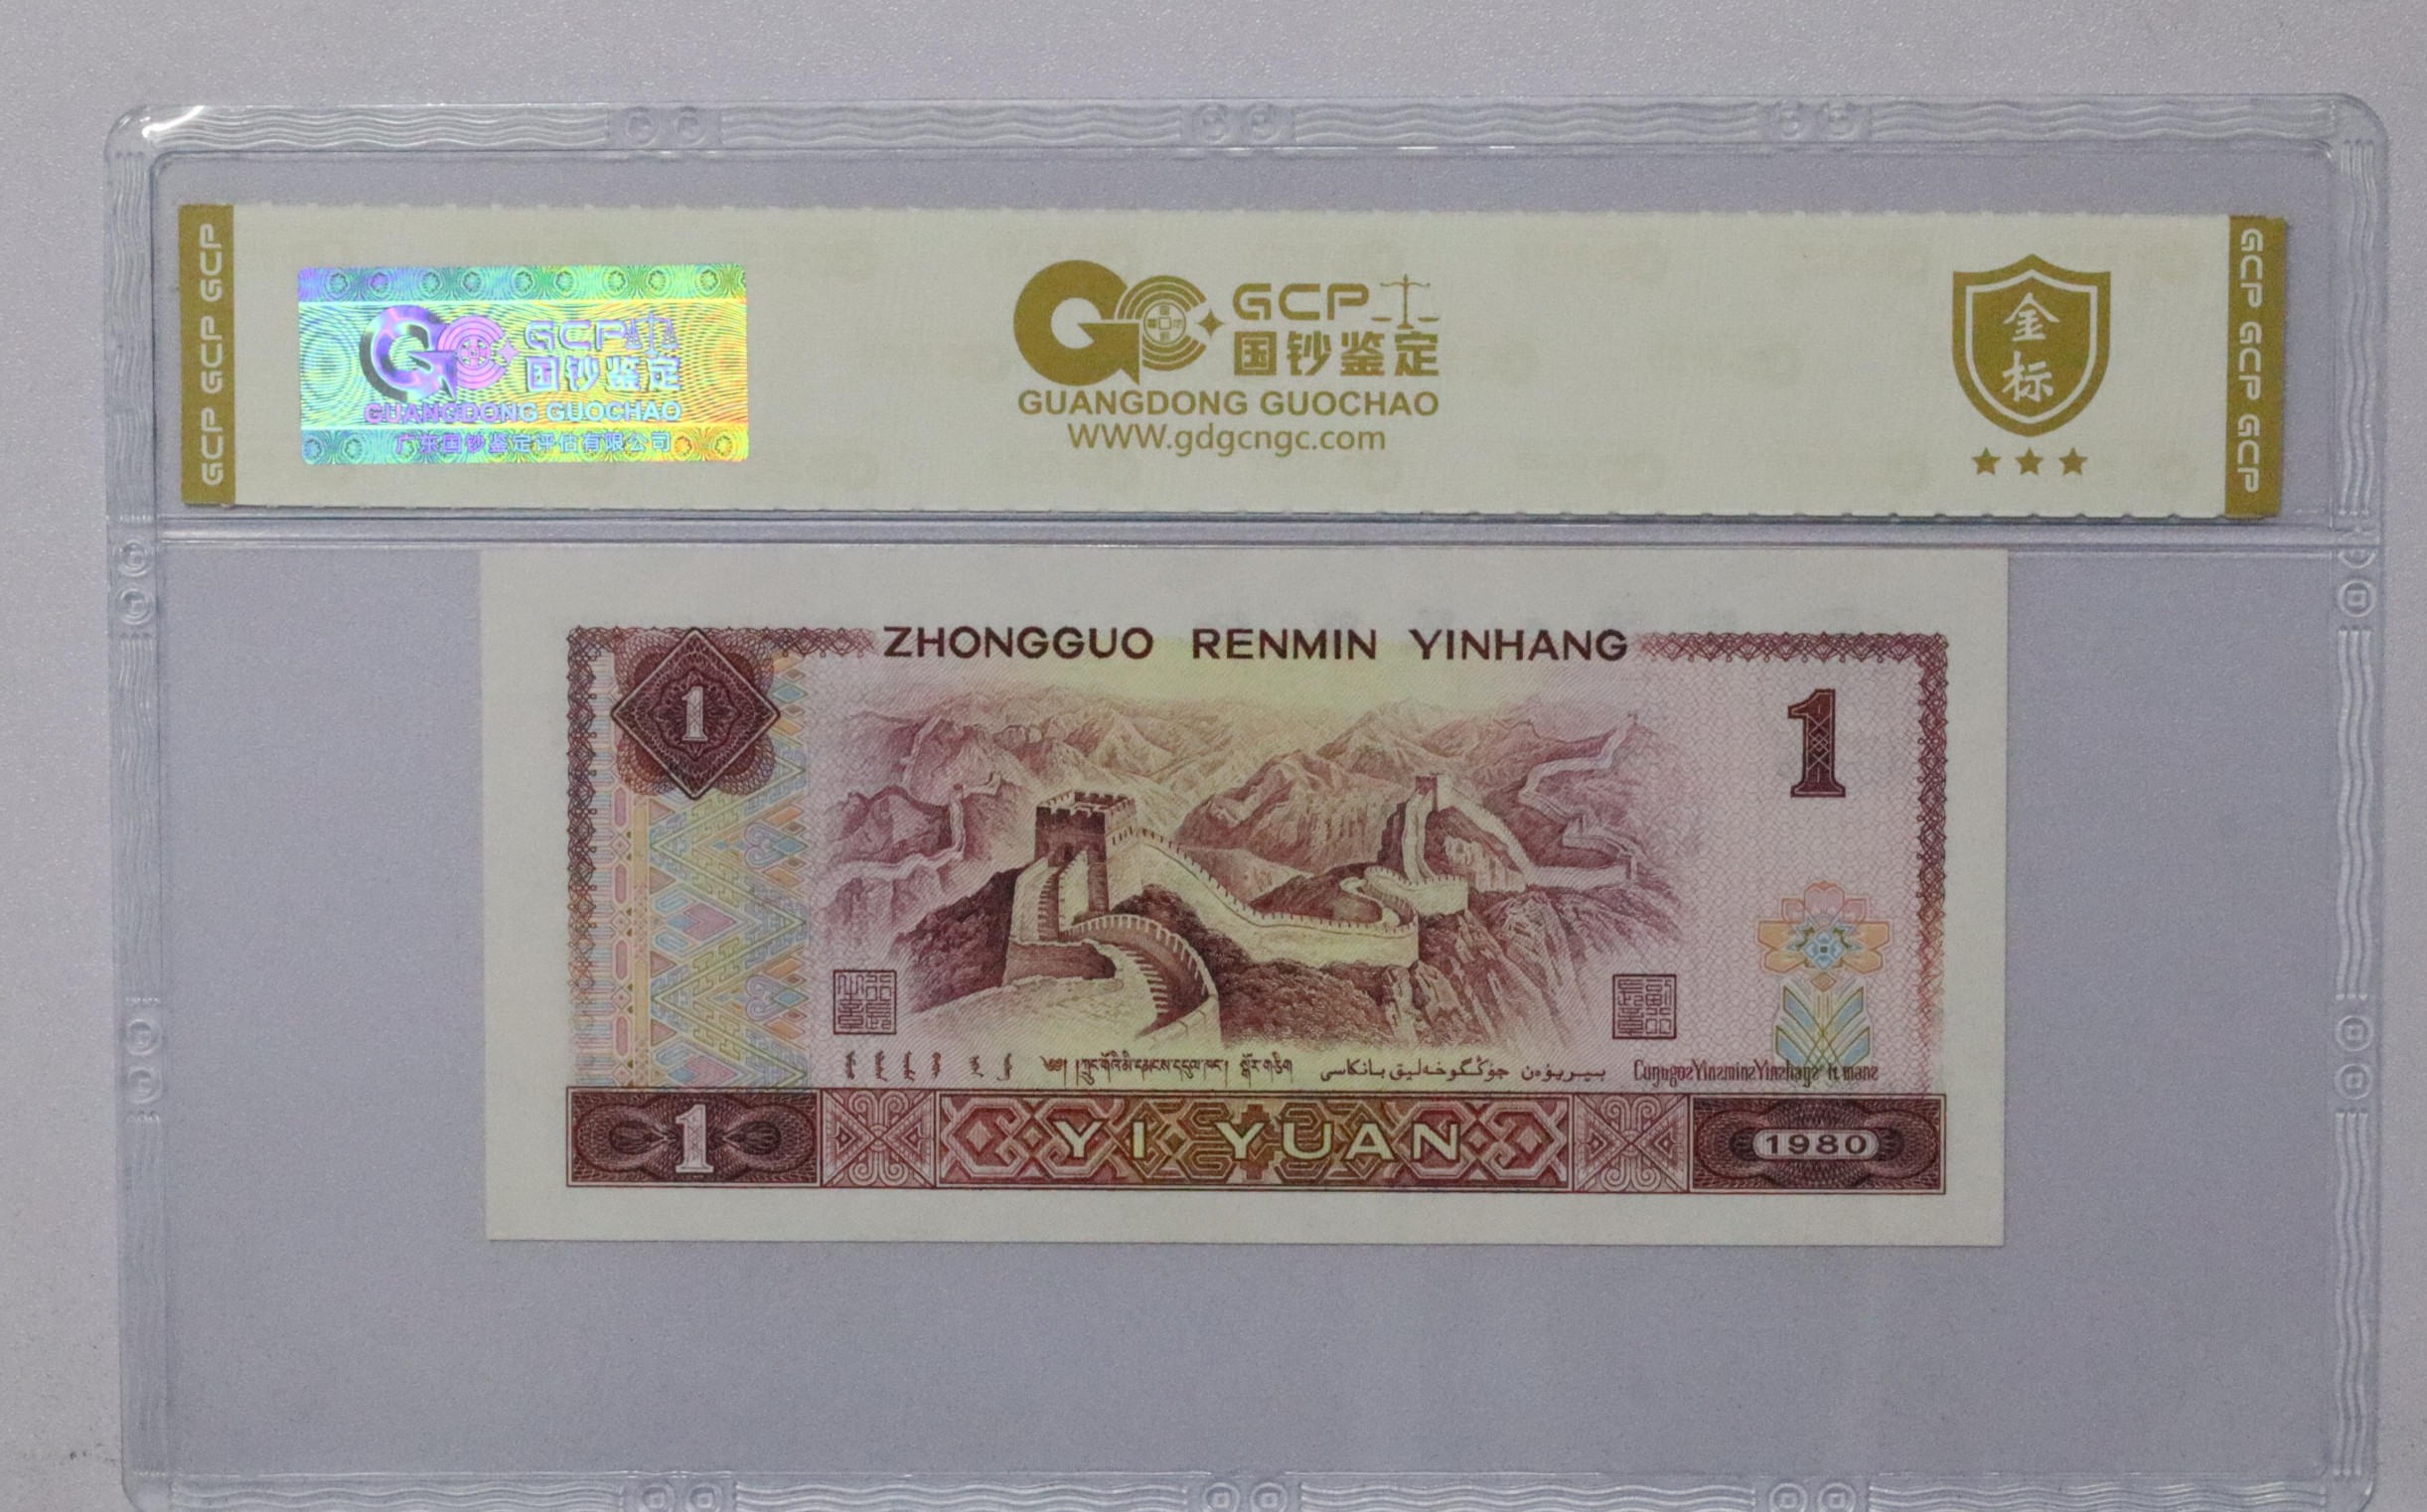 GCP GCP GCP
GCP
国钞鉴定
GUANGDONG GUOCHAO
广东国钞鉴定评估有限公司
GCP
国钞鉴定
GUANGDONG GUOCHAO
www.gdgcngc.com
金
标
GCP GCP GCP
ZHONGGUO RENMIN YINHANG
1
1
1
YI YUAN
1980